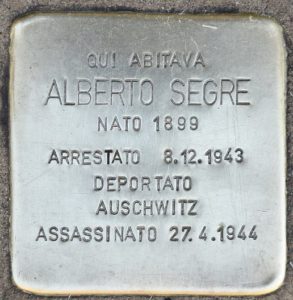 QUI ABITAVA
ALBERTO SEGRE
NATO 1899
ARRESTATO 8.12.1943
DEPORTATO
AUSCHWITZ
ASSASSINATO 27.4.1944